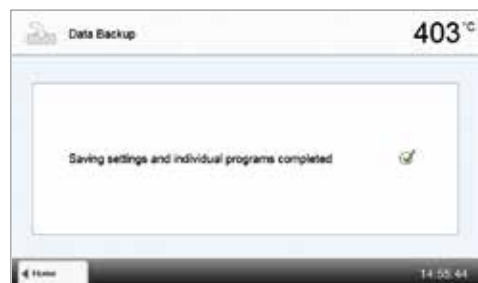 Data Backup
403 °C
Saving settings and individual programs completed
Home
14:55:44